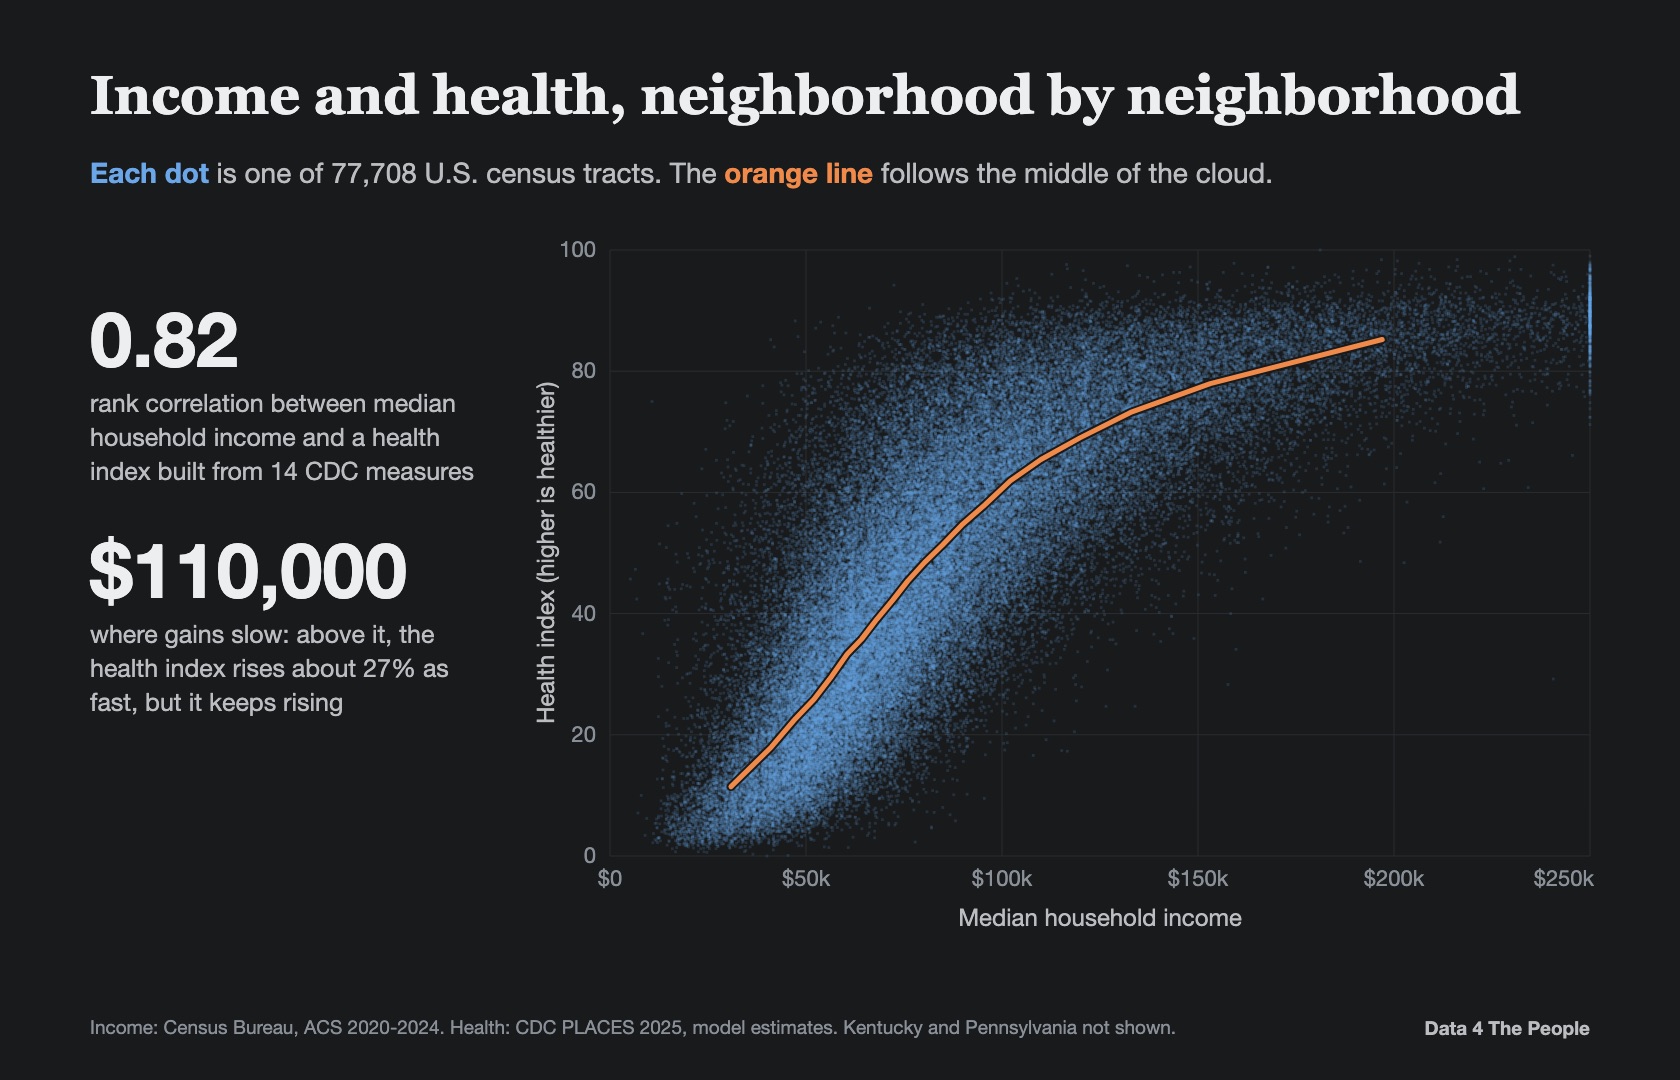 Income and health, neighborhood by neighborhood
Each dot is one of 77,708 U.S. census tracts. The orange line follows the middle of the cloud.
0.82
rank correlation between median
household income and a health
index built from 14 CDC measures
$110,000
where gains slow: above it, the
health index rises about 27% as
fast, but it keeps rising
Health index (higher is healthier)
100
80
60
40
20
0
$0 $50k $100k $150k $200k $250k
Median household income
Income: Census Bureau, ACS 2020-2024. Health: CDC PLACES 2025, model estimates. Kentucky and Pennsylvania not shown.
Data 4 The People